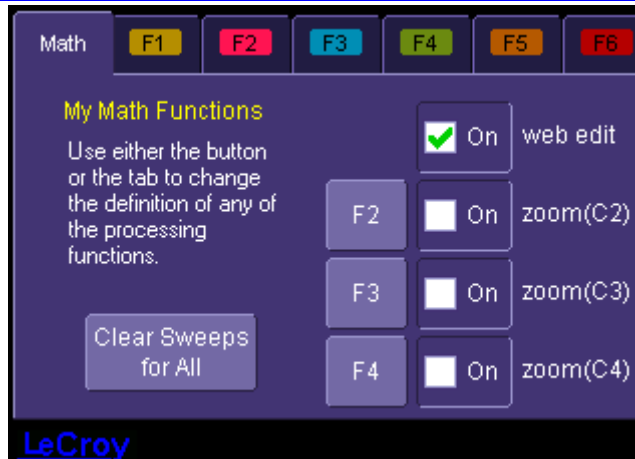 Math F1 F2 F3 F4 F5 F6
My Math Functions
Use either the button
or the tab to change
the definition of any of
the processing
functions.
Clear Sweeps
for All
On web edit
F2 On zoom(C2)
F3 On zoom(C3)
F4 On zoom(C4)
LeCroy